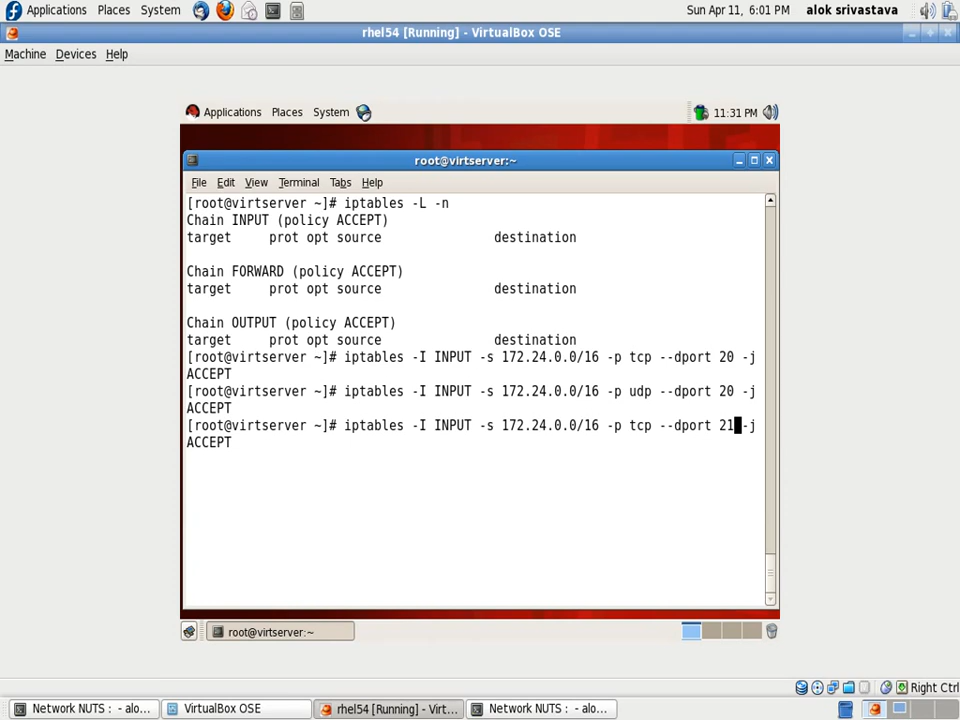 Applications Places System Sun Apr 11, 6:01 PM alok srivastava
rhel54 [Running] - VirtualBox OSE
Machine Devices Help
Applications Places System 11:31 PM
root@virtserver:~
File Edit View Terminal Tabs Help
[root@virtserver ~]# iptables -L -n
Chain INPUT (policy ACCEPT)
target     prot opt source               destination
Chain FORWARD (policy ACCEPT)
target     prot opt source               destination
Chain OUTPUT (policy ACCEPT)
target     prot opt source               destination
[root@virtserver ~]# iptables -I INPUT -s 172.24.0.0/16 -p tcp --dport 20 -j
ACCEPT
[root@virtserver ~]# iptables -I INPUT -s 172.24.0.0/16 -p udp --dport 20 -j
ACCEPT
[root@virtserver ~]# iptables -I INPUT -s 172.24.0.0/16 -p tcp --dport 21 -j
ACCEPT
root@virtserver:~
Right Ctrl
Network NUTS : - alo... VirtualBox OSE rhel54 [Running] - Virt... Network NUTS : - alo...